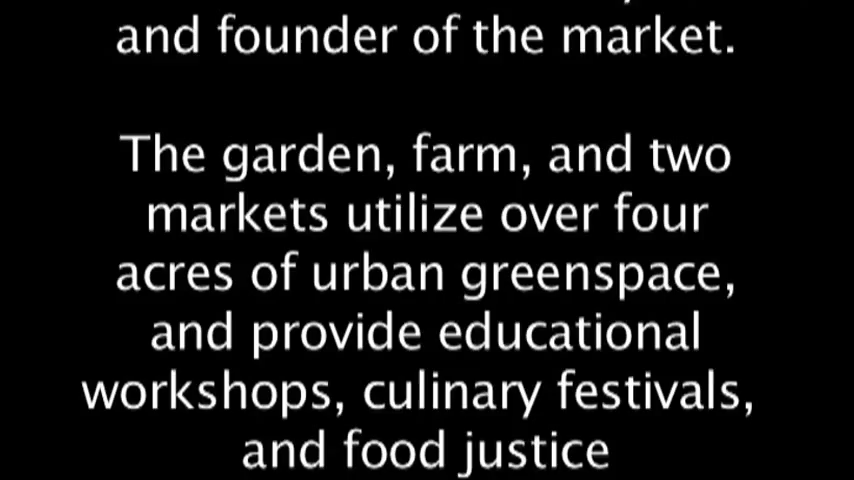 and founder of the market.
The garden, farm, and two
markets utilize over four
acres of urban greenspace,
and provide educational
workshops, culinary festivals,
and food justice